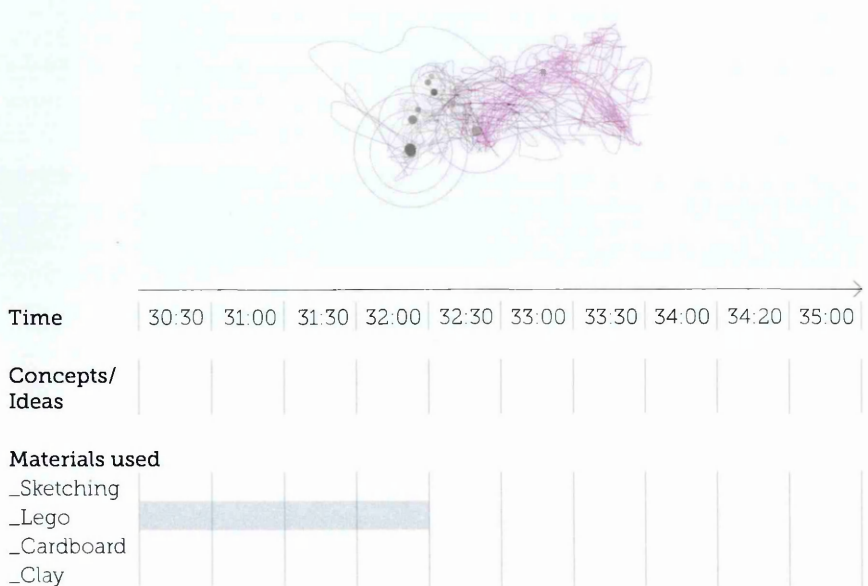 Time 30:30 31:00 31:30 32:00 32:30 33:00 33:30 34:00 34:20 35:00
Concepts/
Ideas
Materials used
_Sketching
_Lego
_Cardboard
_Clay